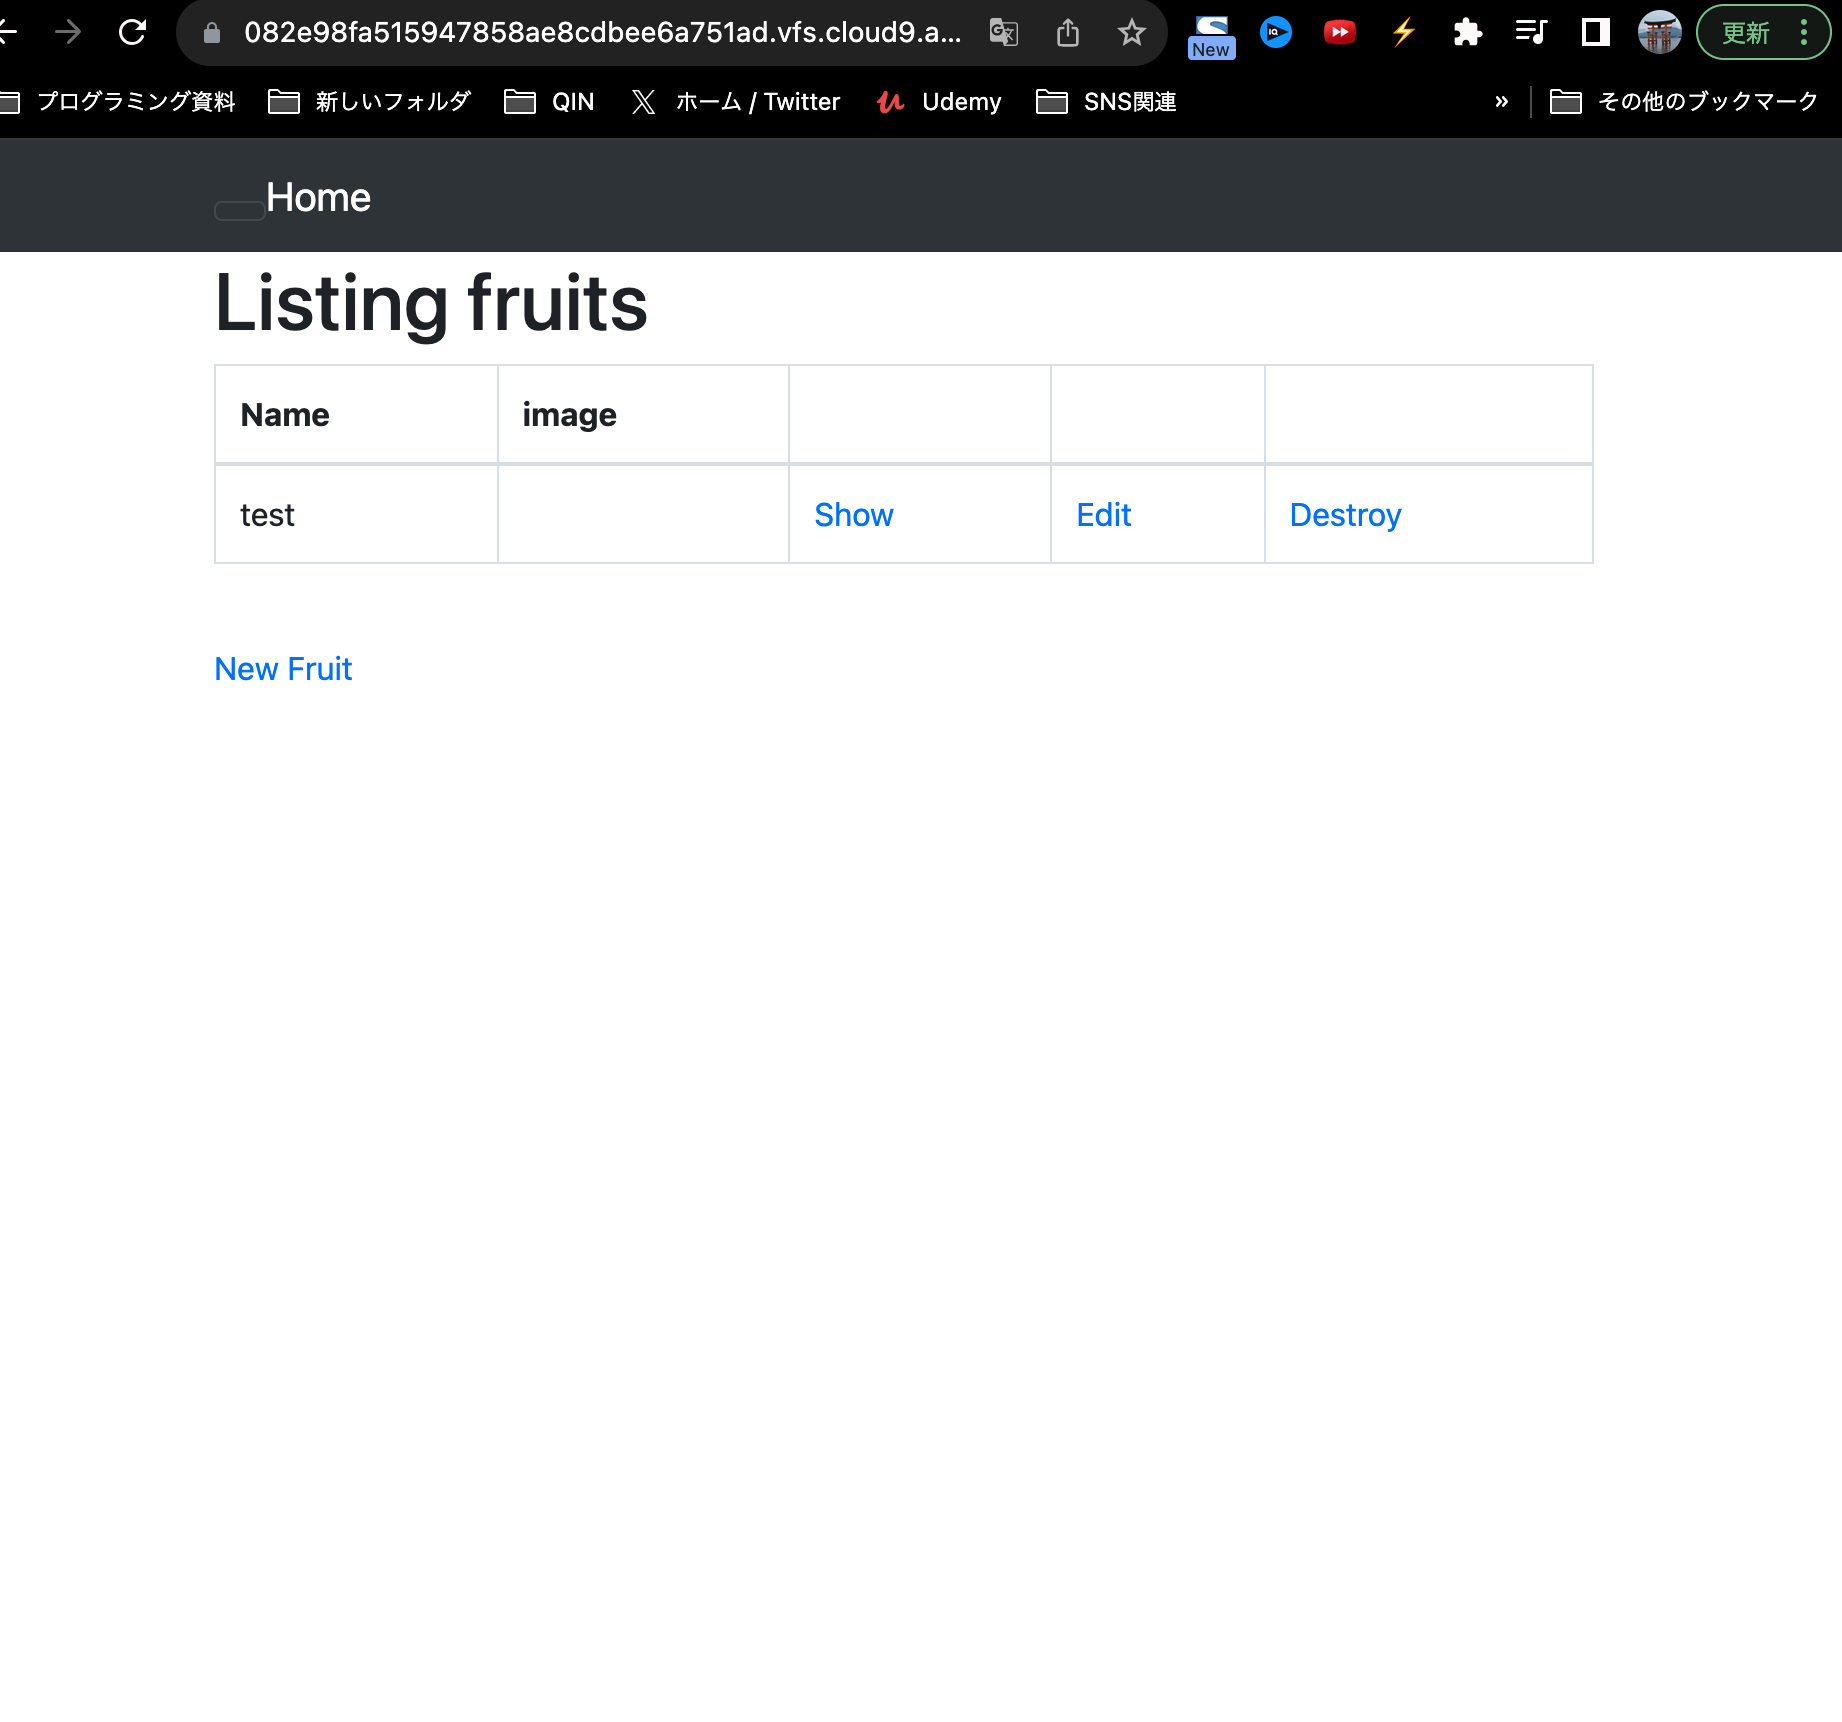 082e98fa515947858ae8cdbee6a751ad.vfs.cloud9.a...
New
更新
プログラミング資料 新しいフォルダ QIN ホーム / Twitter Udemy SNS関連 » その他のブックマーク
Home
Listing fruits
Name image
test Show Edit Destroy
New Fruit